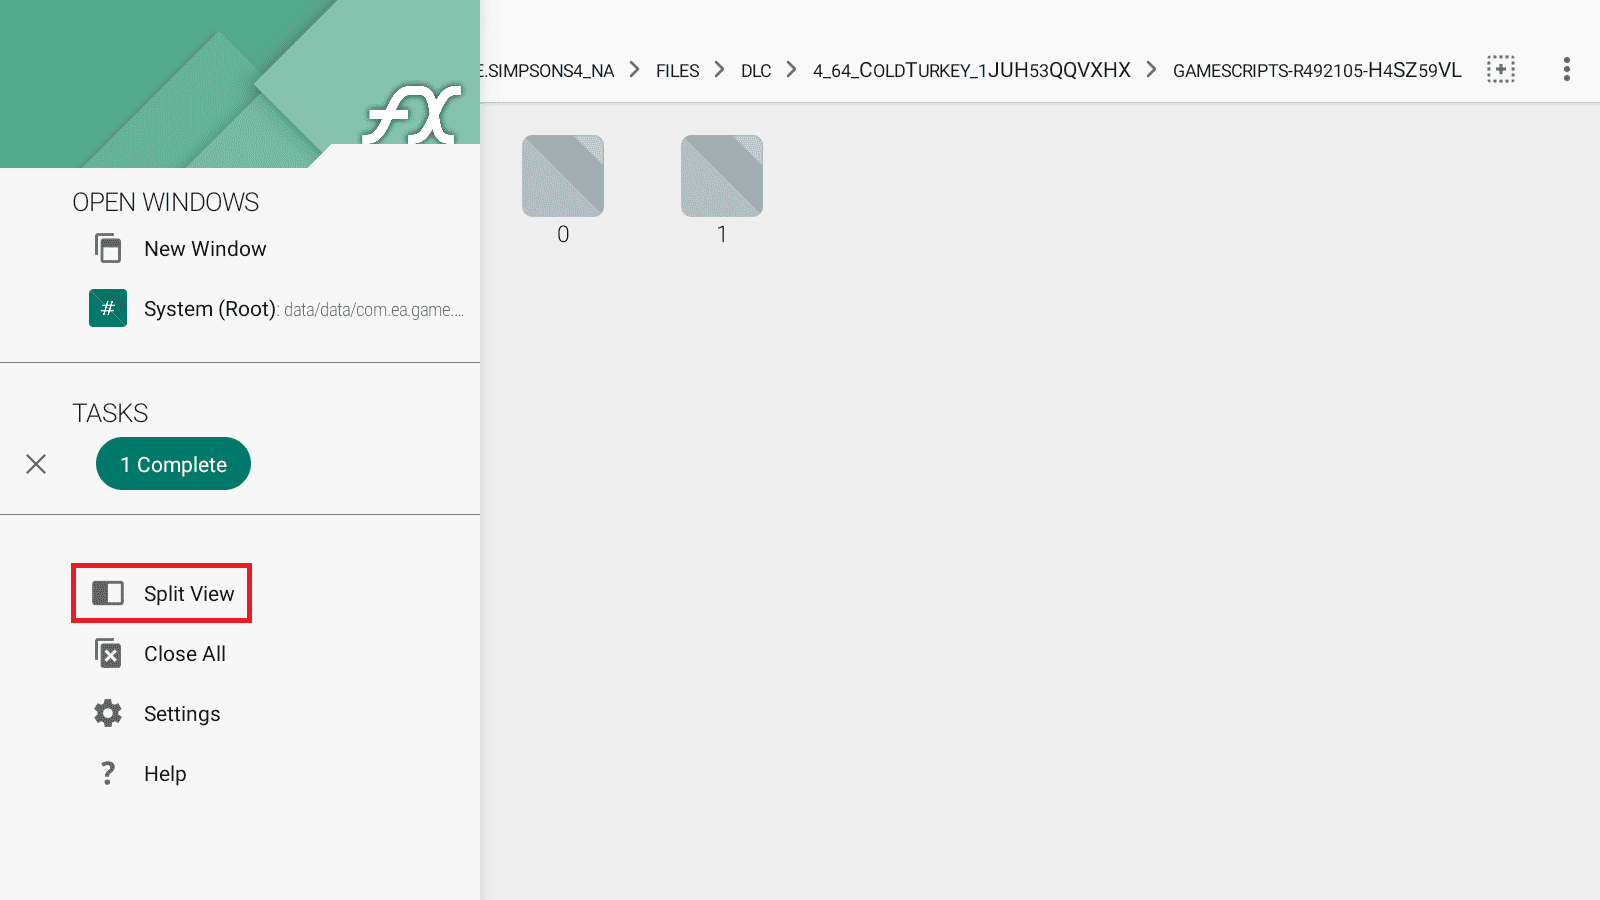 fX
E.SIMPSONS4_NA > FILES > DLC > 4_64_COLDTURKEY_1JUH53QQVXHX > GAMESCRIPTS-R492105-H4SZ59VL
0
1
OPEN WINDOWS
New Window
# System (Root): data/data/com.ea.game....
TASKS
1 Complete
Split View
Close All
Settings
? Help